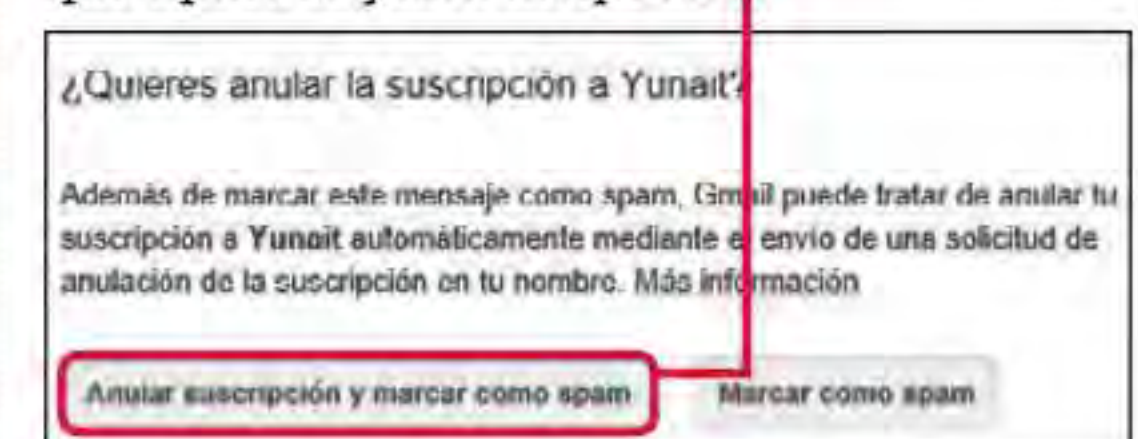 ¿Quieres anular la suscripción a Yunait?
Además de marcar este mensaje como spam, Gmail puede tratar de anular tu
suscripción a Yunait automáticamente mediante el envío de una solicitud de
anulación de la suscripción en tu nombre. Más información
Anular suscripción y marcar como spam
Marcar como spam